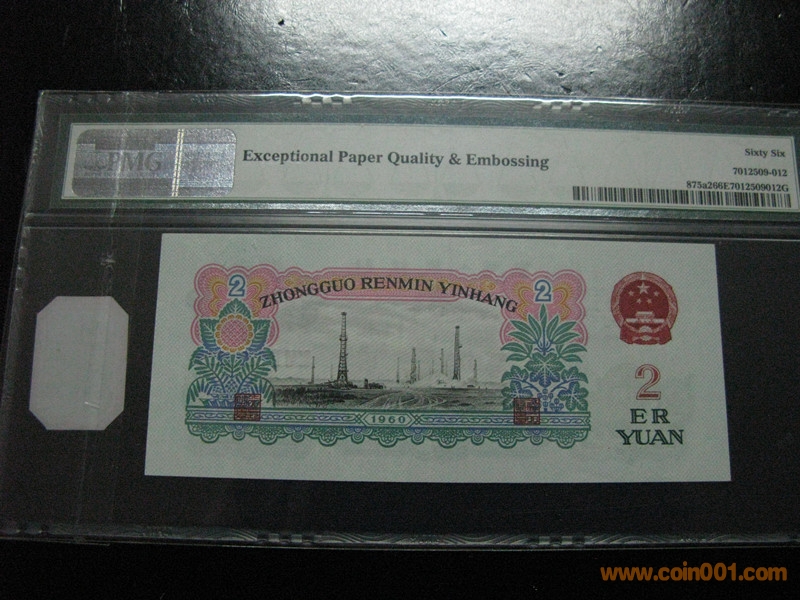 PMG
Exceptional Paper Quality & Embossing
Sixty Six
7012509-012
875a266E7012509012G
2
ZHONGGUO RENMIN YINHANG
2
1960
2
ER
YUAN
www.coin001.com